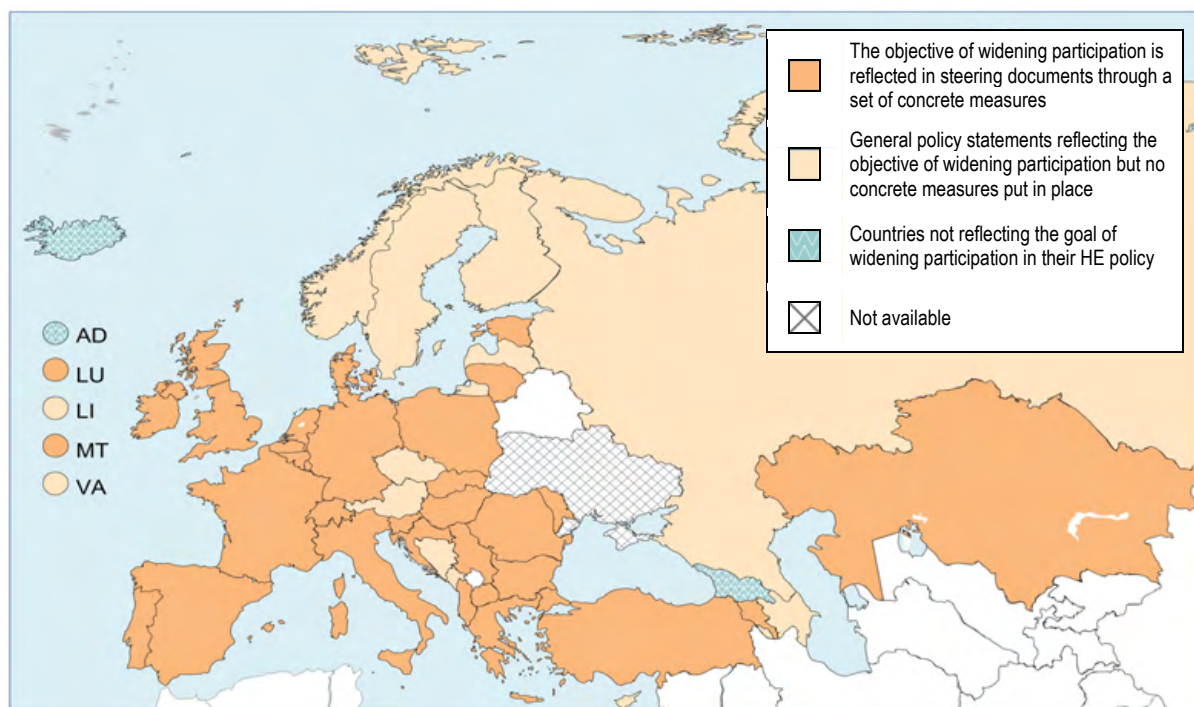 The objective of widening participation is
reflected in steering documents through a
set of concrete measures
General policy statements reflecting the
objective of widening participation but no
concrete measures put in place
Countries not reflecting the goal of
widening participation in their HE policy
Not available
AD
LU
LI
MT
VA